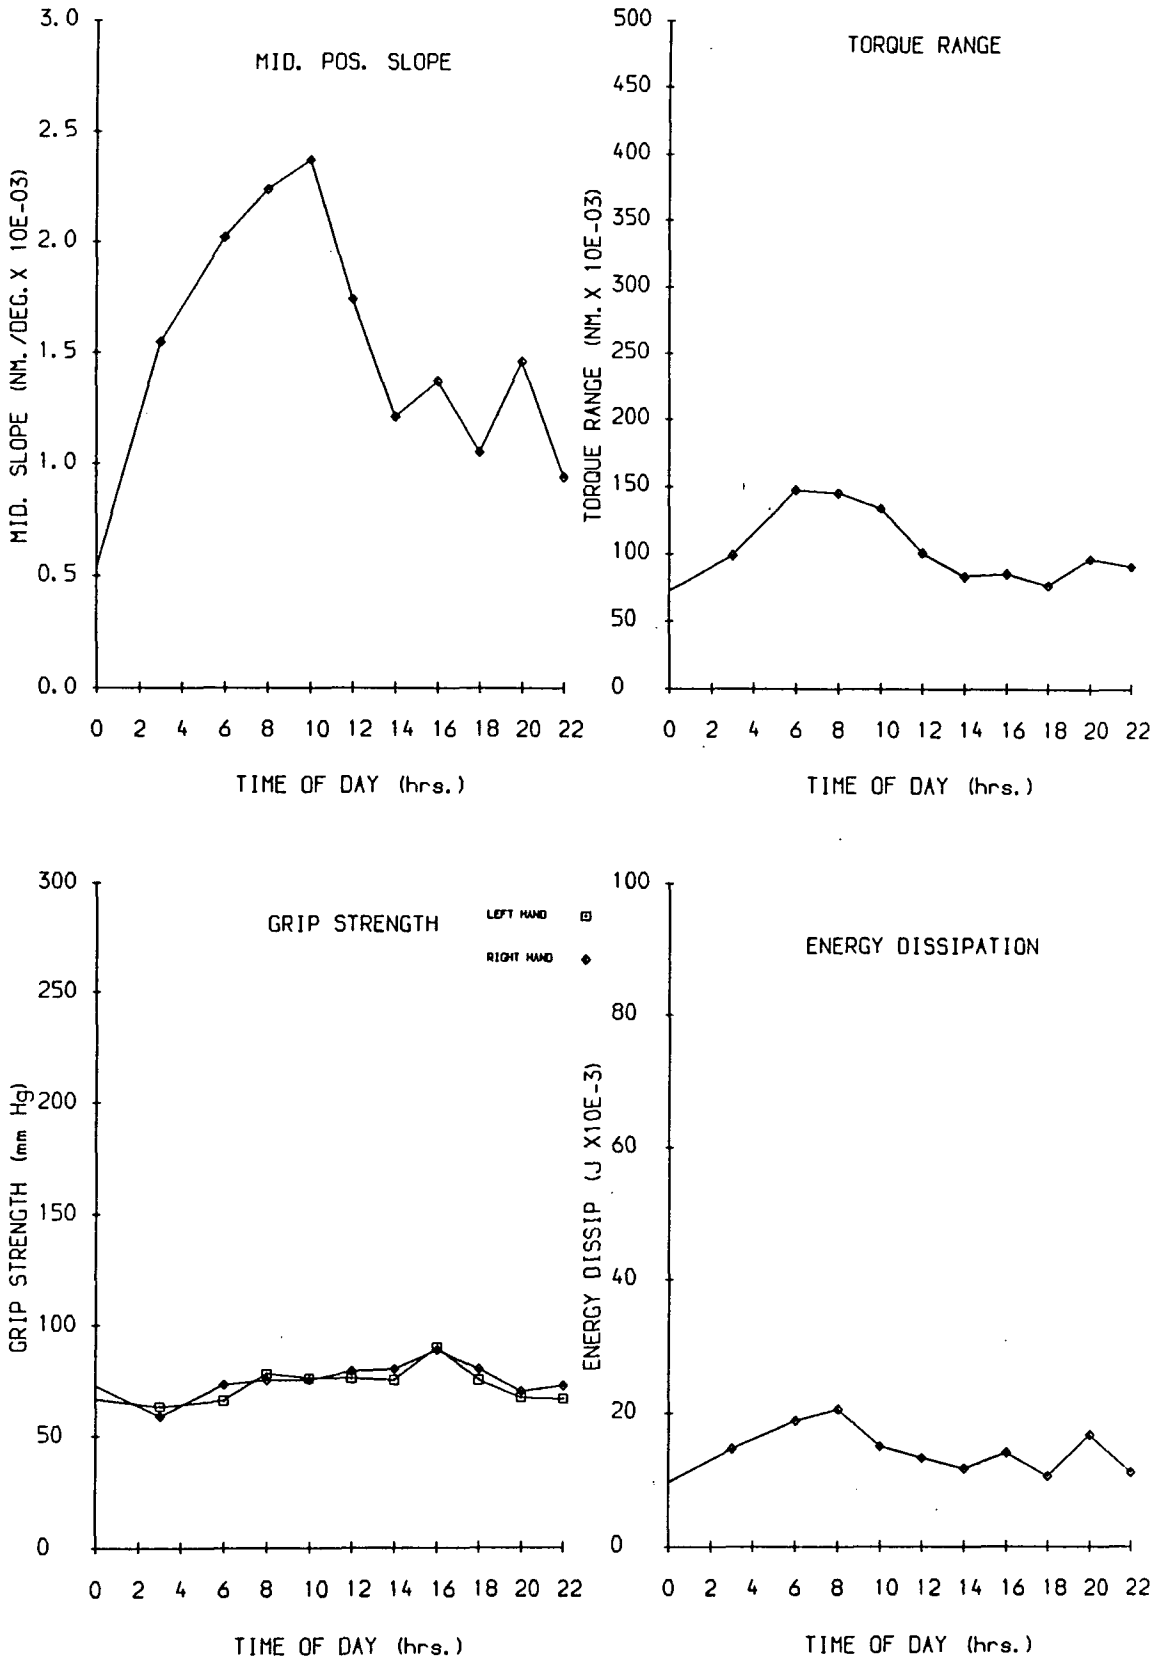 MID. POS. SLOPE
MID. SLOPE (NM./DEG.X 10E-03)
3.0
2.5
2.0
1.5
1.0
0.5
0.0
0 2 4 6 8 10 12 14 16 18 20 22
TIME OF DAY (hrs.)
TORQUE RANGE
TORQUE RANGE (NM.X 10E-03)
500
450
400
350
300
250
200
150
100
50
0
0 2 4 6 8 10 12 14 16 18 20 22
TIME OF DAY (hrs.)
GRIP STRENGTH
LEFT HAND
RIGHT HAND
GRIP STRENGTH (mm Hg)
300
250
200
150
100
50
0
0 2 4 6 8 10 12 14 16 18 20 22
TIME OF DAY (hrs.)
ENERGY DISSIPATION
ENERGY DISSIP (J X10E-3)
100
80
60
40
20
0
0 2 4 6 8 10 12 14 16 18 20 22
TIME OF DAY (hrs.)